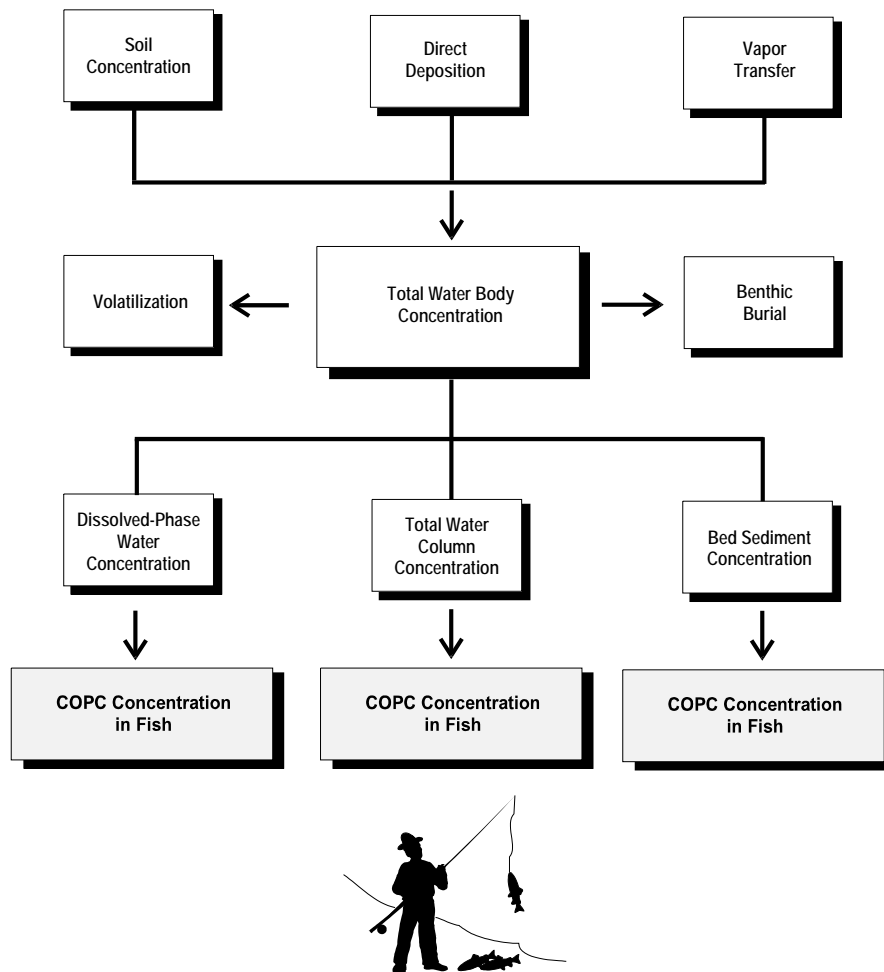 Soil
Concentration
Direct
Deposition
Vapor
Transfer
Volatilization
Total Water Body
Concentration
Benthic
Burial
Dissolved-Phase
Water
Concentration
Total Water
Column
Concentration
Bed Sediment
Concentration
COPC Concentration
in Fish
COPC Concentration
in Fish
COPC Concentration
in Fish